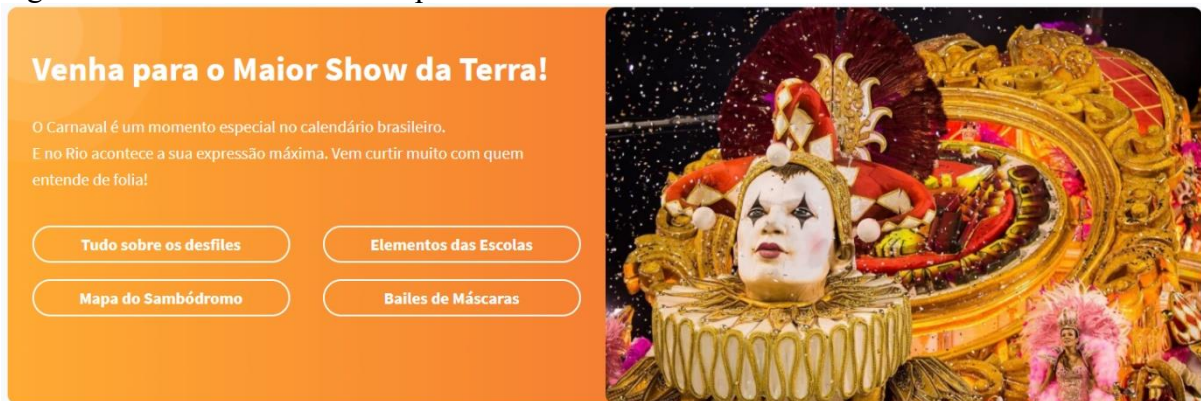 Venha para o Maior Show da Terra!
O Carnaval é um momento especial no calendário brasileiro.
E no Rio acontece a sua expressão máxima. Vem curtir muito com quem
entende de folia!
Tudo sobre os desfiles
Elementos das Escolas
Mapa do Sambódromo
Bailes de Máscaras